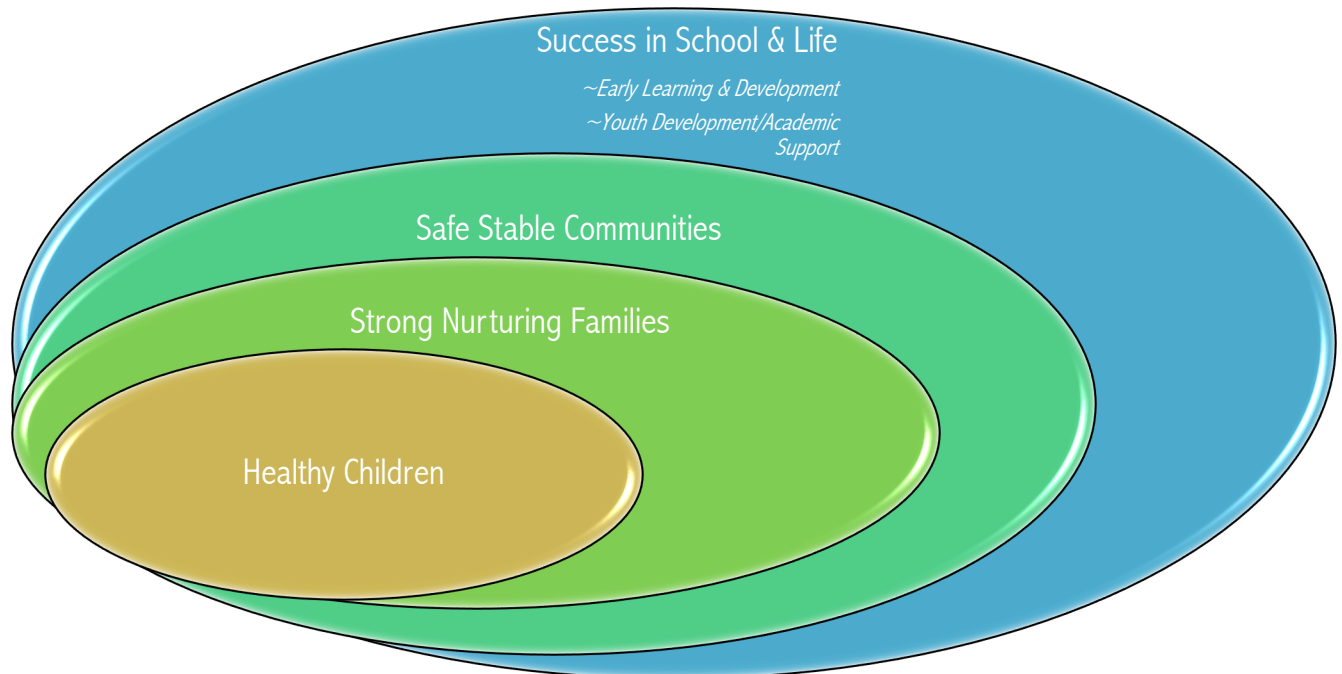 Success in School & Life
~Early Learning & Development
~Youth Development/Academic
Support
Safe Stable Communities
Strong Nurturing Families
Healthy Children